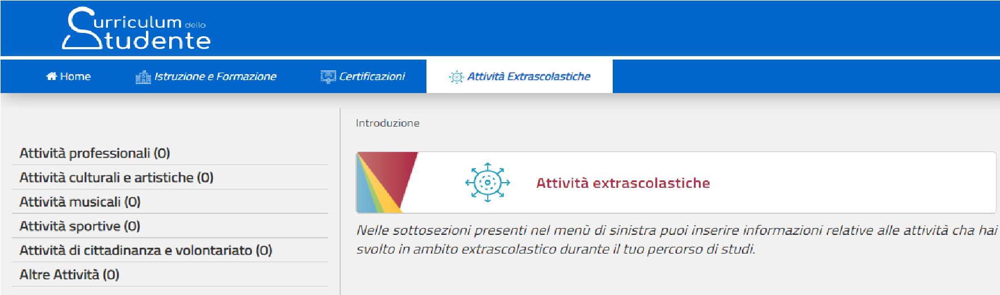 Curriculum dello
Studente
Home
Istruzione e Formazione
Certificazioni
Attività Extrascolastiche
Attività professionali (0)
Attività culturali e artistiche (0)
Attività musicali (0)
Attività sportive (0)
Attività di cittadinanza e volontariato (0)
Altre Attività (0)
Introduzione
Attività extrascolastiche
Nelle sottosezioni presenti nel menù di sinistra puoi inserire informazioni relative alle attività cha hai
svolto in ambito extrascolastico durante il tuo percorso di studi.